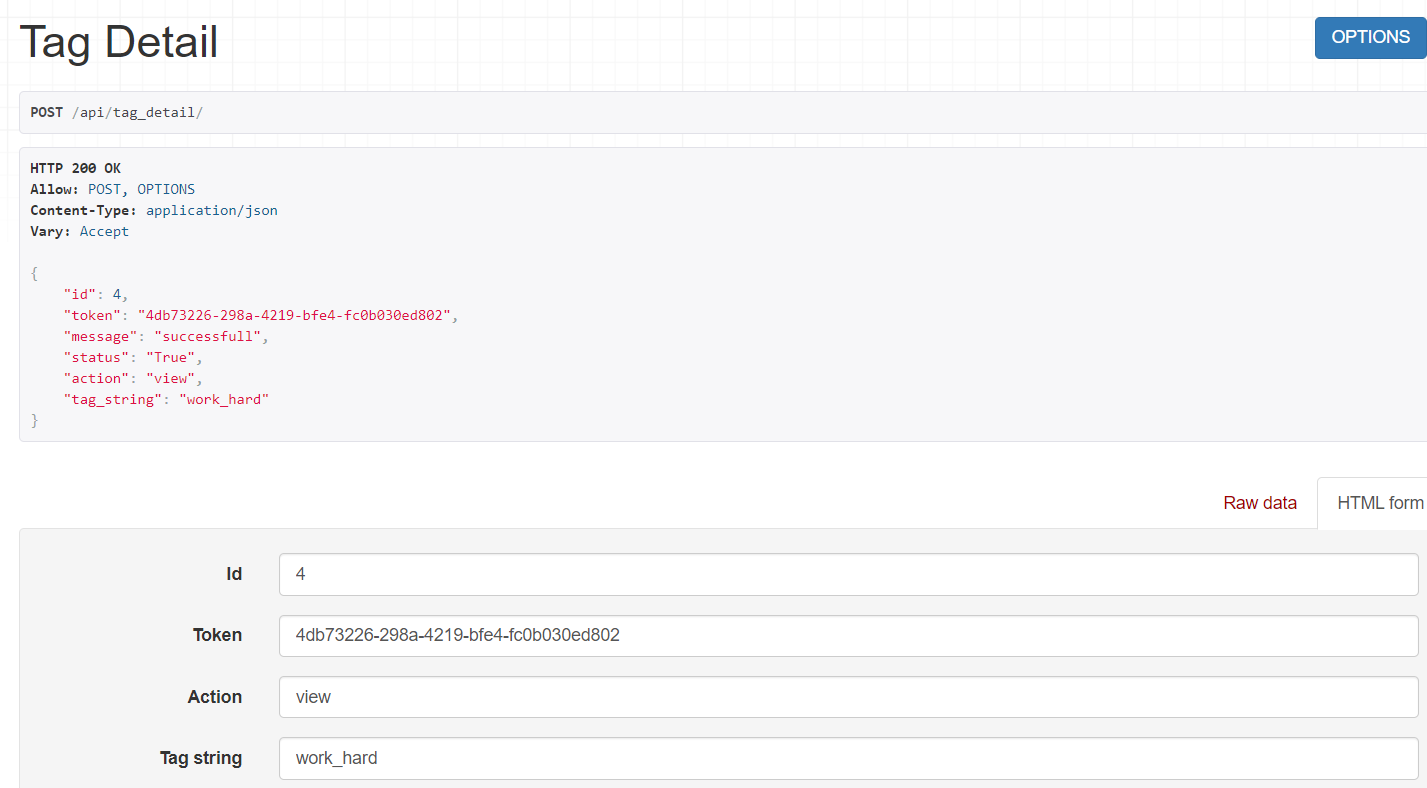 Tag Detail
OPTIONS
POST /api/tag_detail/
HTTP 200 OK
Allow: POST, OPTIONS
Content-Type: application/json
Vary: Accept
{
    "id": 4,
    "token": "4db73226-298a-4219-bfe4-fc0b030ed802",
    "message": "successfull",
    "status": "True",
    "action": "view",
    "tag_string": "work_hard"
}
Raw data
HTML form
Id 4
Token 4db73226-298a-4219-bfe4-fc0b030ed802
Action view
Tag string work_hard